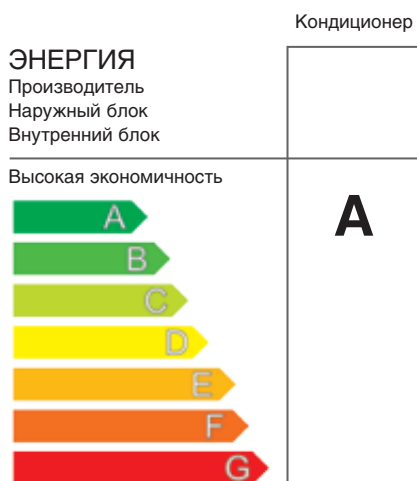 Кондиционер
ЭНЕРГИЯ
Производитель
Наружный блок
Внутренний блок
Высокая экономичность
A
A
B
C
D
E
F
G